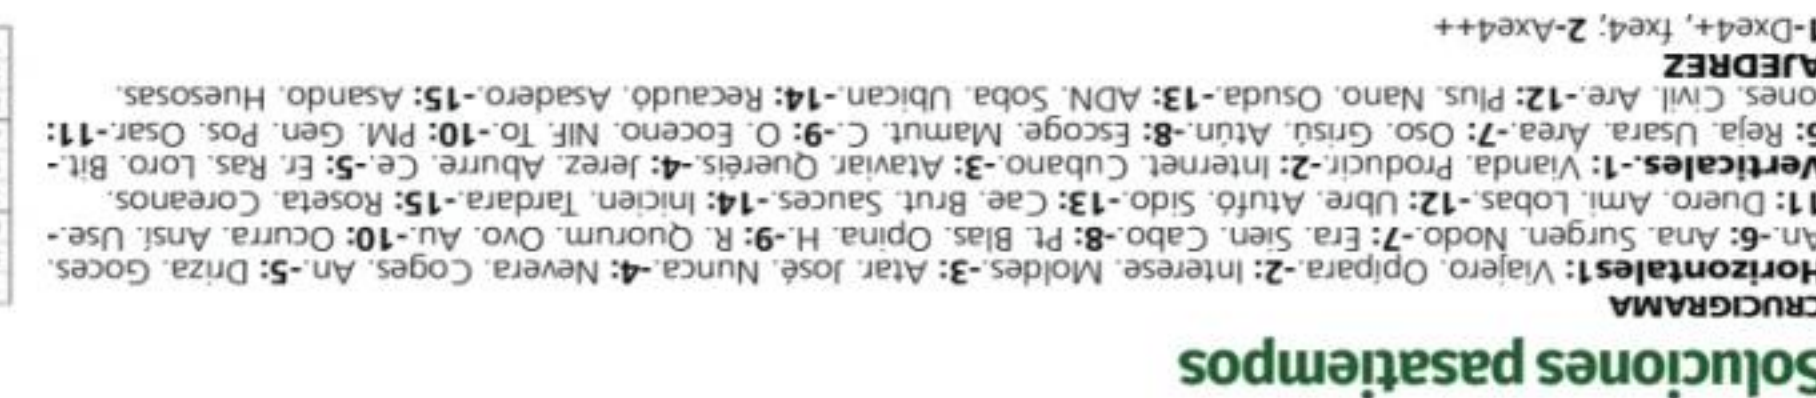 Soluciones pasatiempos
CRUCIGRAMA
Horizontales1: Viajero. Opípara.-2: Interese. Moldes.-3: Atar. José. Nunca.-4: Nevera. Coges. An.-5: Driza. Goces.
An.-6: Ana. Surgen. Nodo.-7: Era. Sien. Cabo.-8: Pt. Blas. Opina. H.-9: R. Quorum. Ovo. Au.-10: Ocurra. Ansí. Use.-
11: Duero. Ami. Lobas.-12: Ubre. Atufó. Sido.-13: Cae. Brut. Sauces.-14: Inicien. Tardara.-15: Roseta. Coreanos.
Verticales.-1: Vianda. Producir.-2: Internet. Cubano.-3: Ataviar. Queréis.-4: Jerez. Aburre. Ce.-5: Er. Ras. Loro. Bit.-
6: Reja. Usara. Area.-7: Oso. Grisú. Atún.-8: Escoge. Mamut. C.-9: O. Eoceno. NIF. To.-10: PM. Gen. Pos. Osar.-11:
ones. Civil. Are.-12: Plus. Nano. Osuda.-13: ADN. Soba. Ubican.-14: Recaudó. Asadero.-15: Asando. Huesosas.
AJEDREZ
1-Dxe4+, fxe4; 2-Axe4++